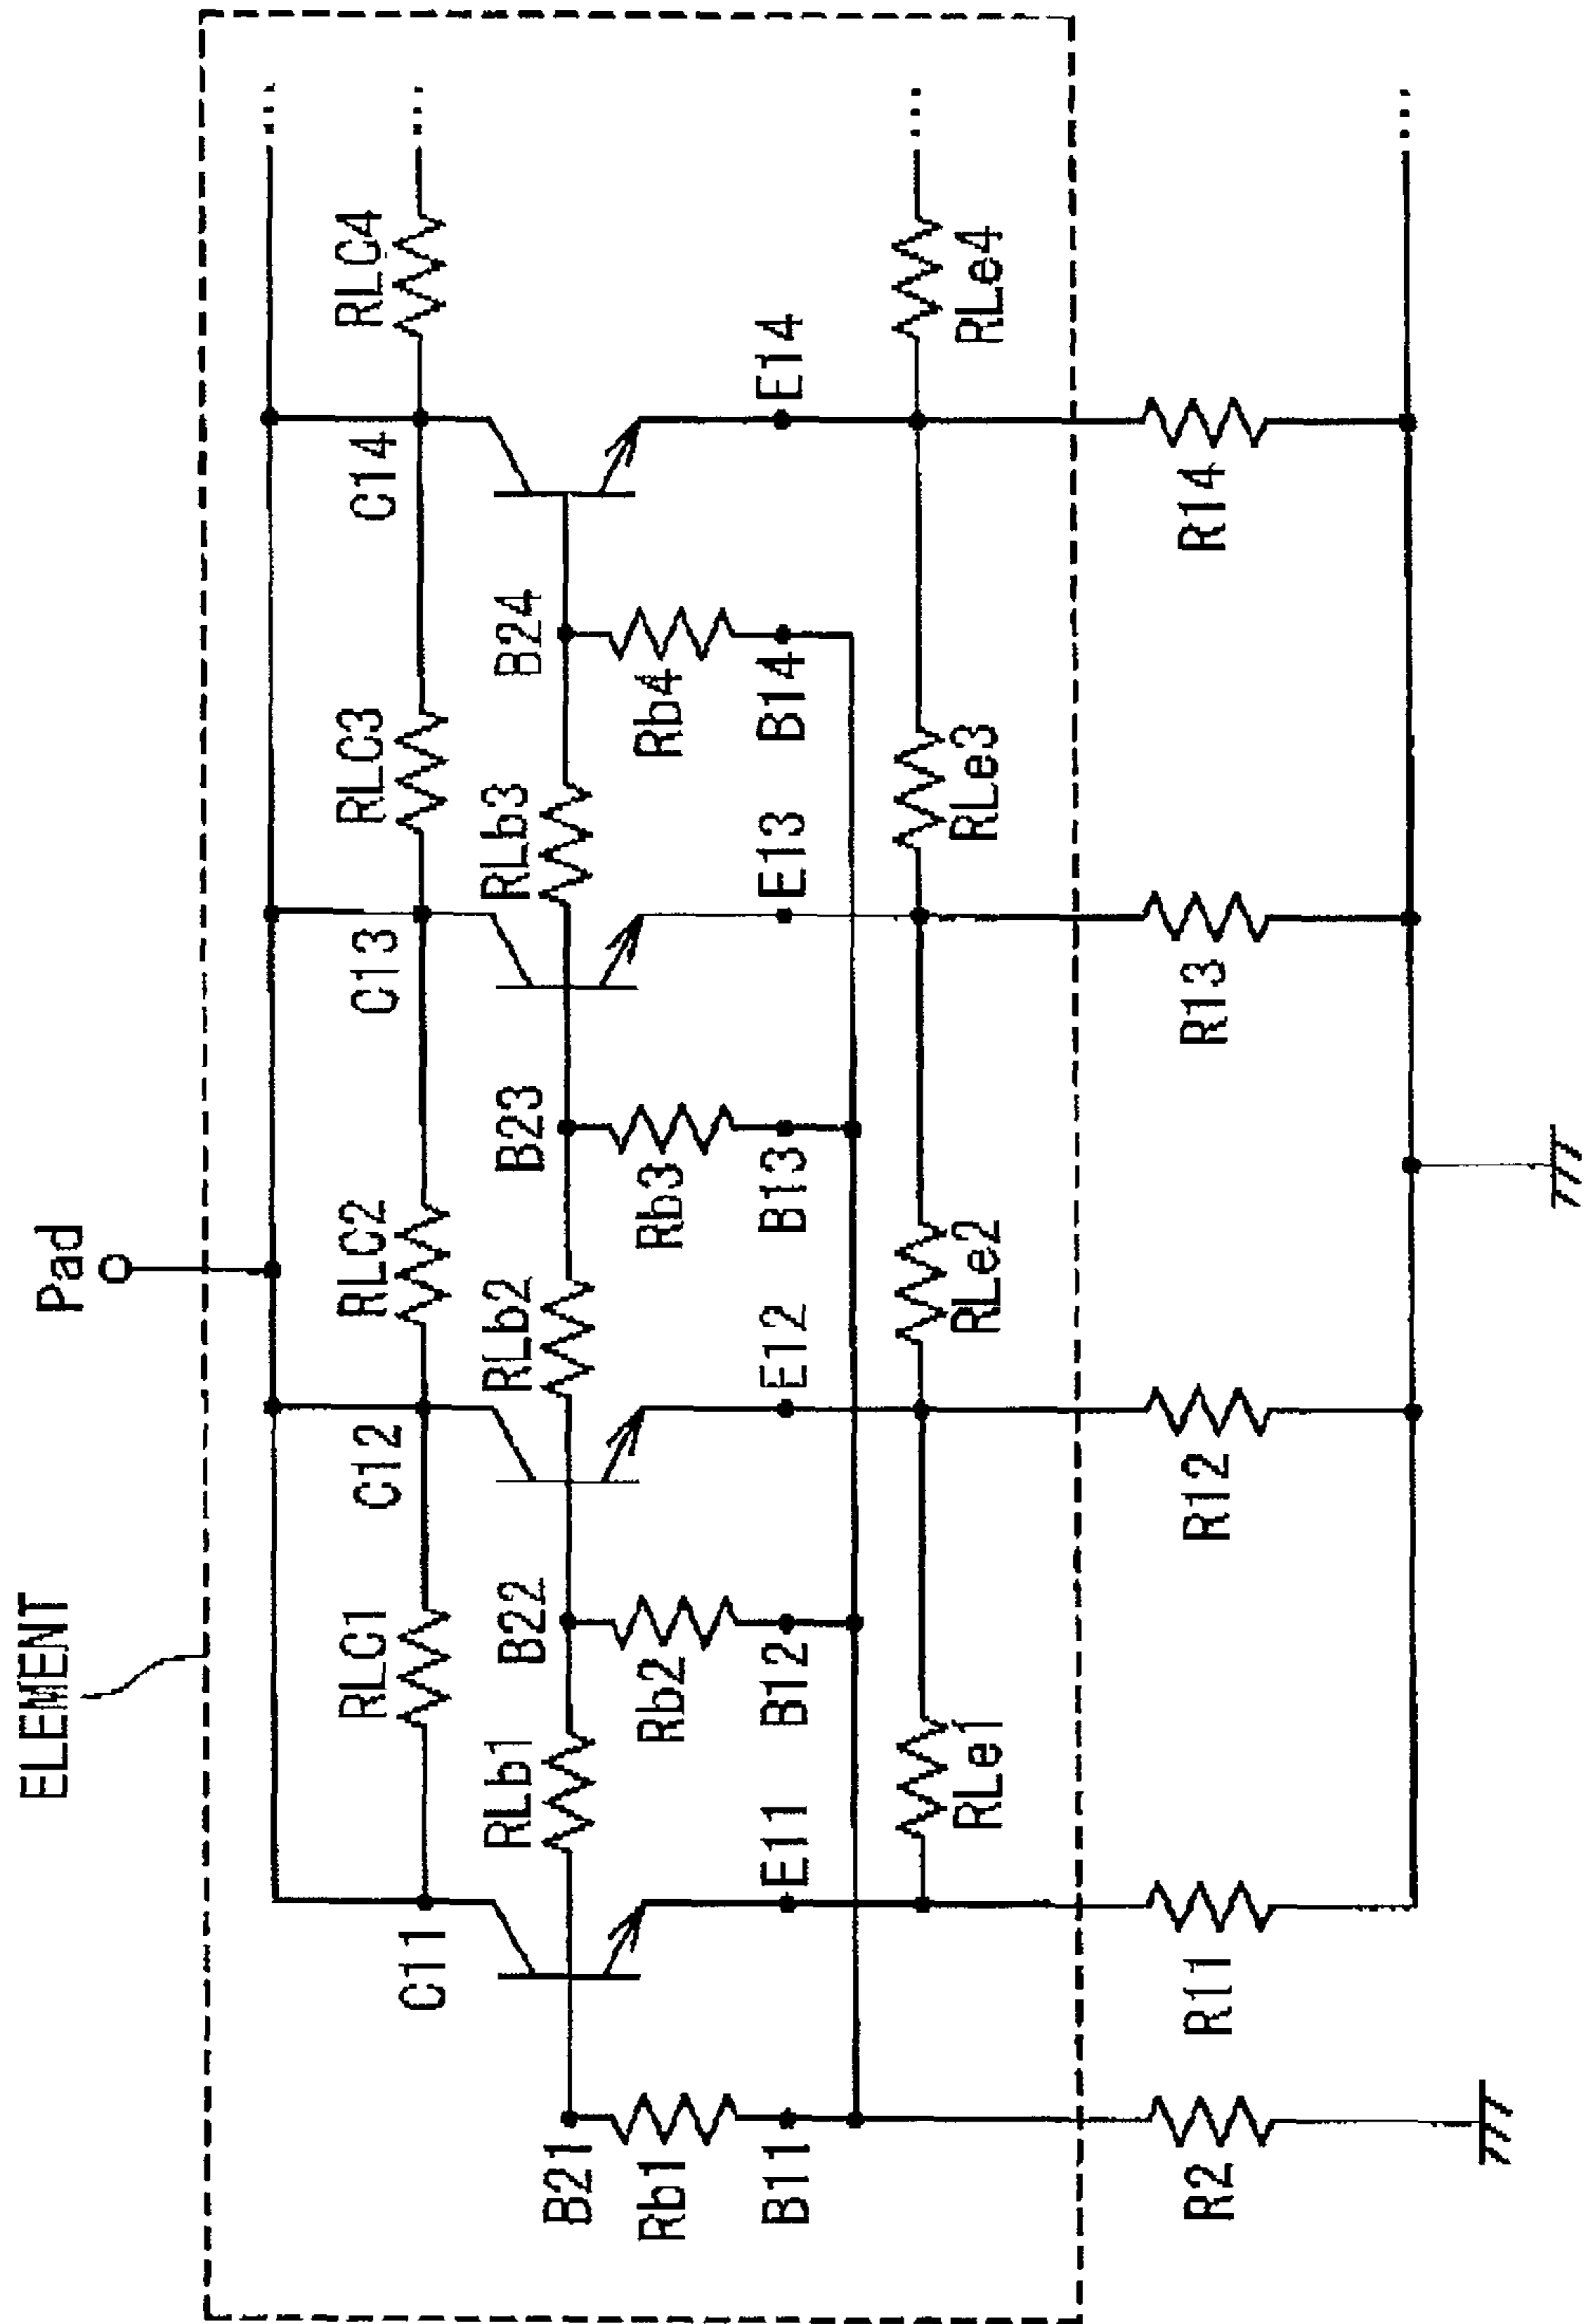 ELEMENT
Pad
RLC1
RLC2
RLC3
RLC4
C11
C12
C13
C14
RLb1
RLb2
RLb3
B21
B22
B23
B24
Rb1
Rb2
Rb3
Rb4
B11
E11
B12
E12
B13
E13
B14
E14
RLe1
RLe2
RLe3
RLe4
R2
R11
R12
R13
R14